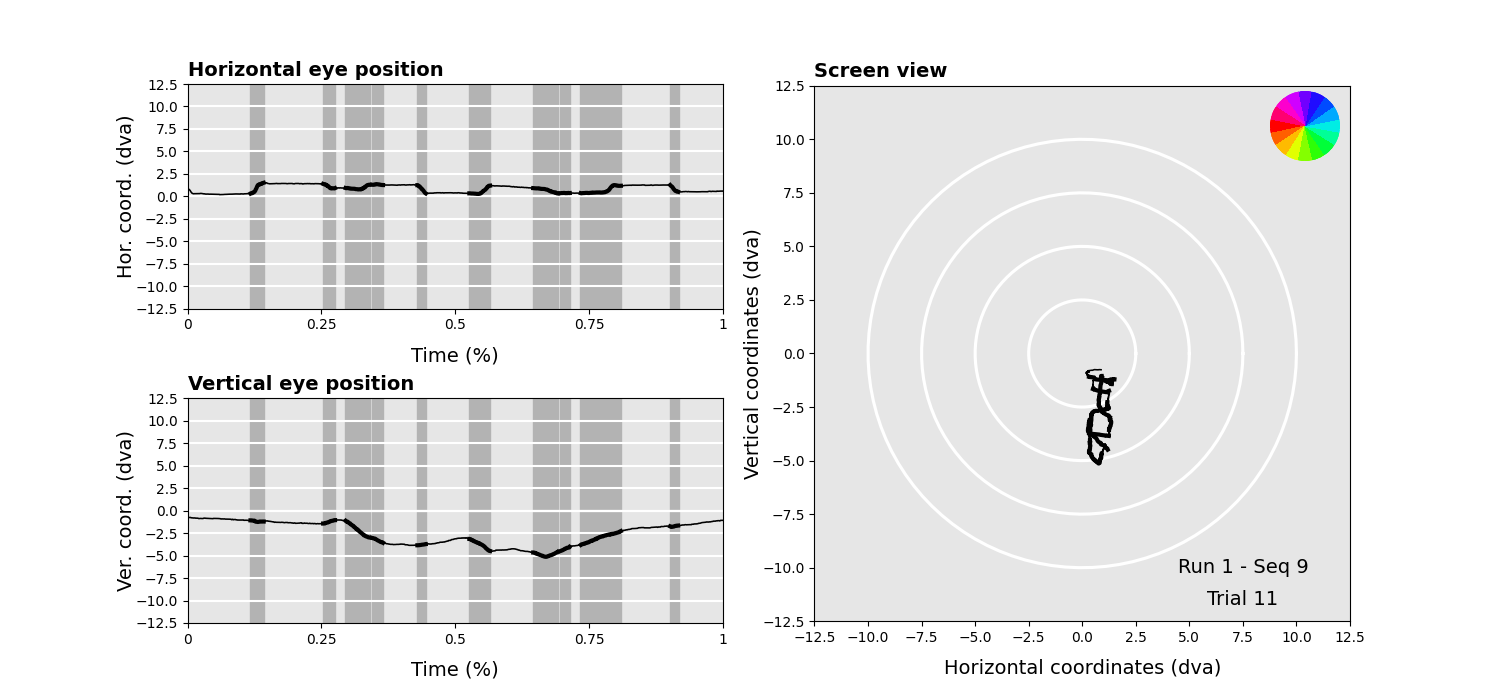 Horizontal eye position
Hor. coord. (dva)
12.5
10.0
7.5
5.0
2.5
0.0
−2.5
−5.0
−7.5
−10.0
−12.5
0 0.25 0.5 0.75 1
Time (%)
Vertical eye position
Ver. coord. (dva)
12.5
10.0
7.5
5.0
2.5
0.0
−2.5
−5.0
−7.5
−10.0
−12.5
0 0.25 0.5 0.75 1
Time (%)
Screen view
Vertical coordinates (dva)
12.5
10.0
7.5
5.0
2.5
0.0
−2.5
−5.0
−7.5
−10.0
−12.5
Run 1 - Seq 9
Trial 11
−12.5 −10.0 −7.5 −5.0 −2.5 0.0 2.5 5.0 7.5 10.0 12.5
Horizontal coordinates (dva)